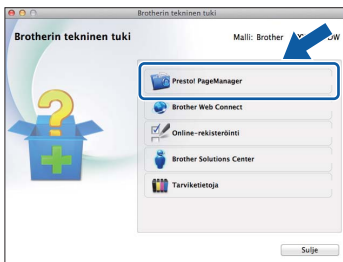 Brotherin tekninen tuki
Brotherin tekninen tuki
Malli: Brother
Presto! PageManager
Brother Web Connect
Online-rekisteröinti
Brother Solutions Center
Tarviketietoja
Sulje